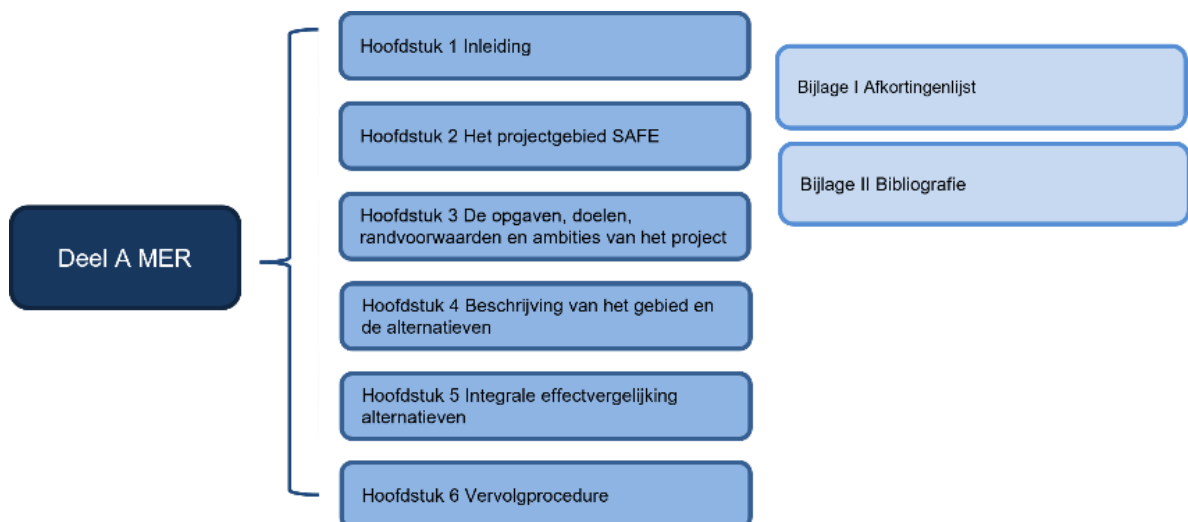 Deel A MER
Hoofdstuk 1 Inleiding
Hoofdstuk 2 Het projectgebied SAFE
Hoofdstuk 3 De opgaven, doelen,
randvoorwaarden en ambities van het project
Hoofdstuk 4 Beschrijving van het gebied en
de alternatieven
Hoofdstuk 5 Integrale effectvergelijking
alternatieven
Hoofdstuk 6 Vervolgprocedure
Bijlage I Afkortingenlijst
Bijlage II Bibliografie